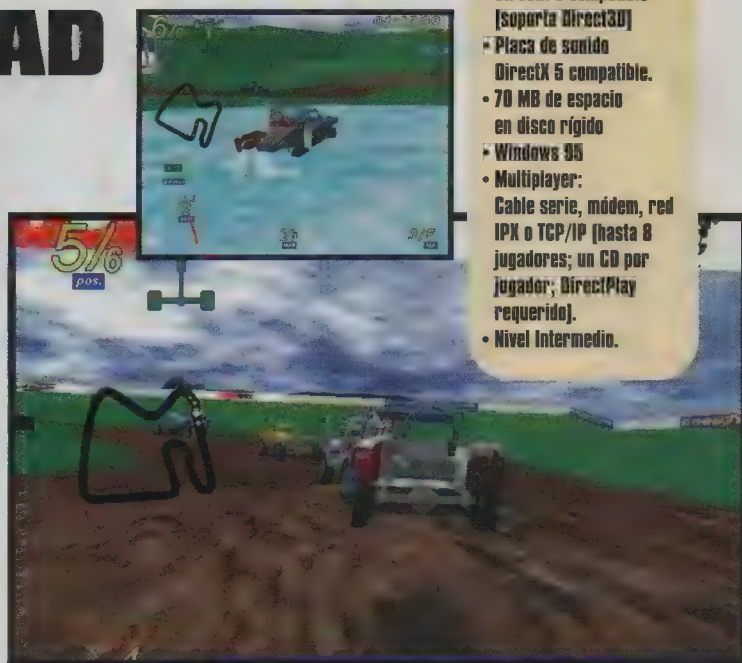 AD
[soporta Direct3D]
• Placa de sonido
DirectX 5 compatible.
• 70 MB de espacio
en disco rígido
• Windows 95
• Multiplayer:
Cable serie, módem, red
IPX o TCP/IP (hasta 8
jugadores; un CD por
jugador; DirectPlay
requerido).
• Nivel Intermedio.
5/6
pos.